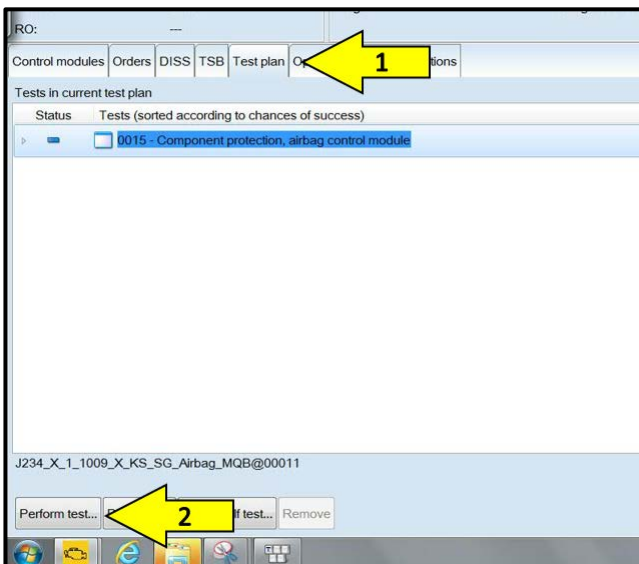 RO: ---
Control modules Orders DISS TSB Test plan 1 tions
Tests in current test plan
Status Tests (sorted according to chances of success)
0015 - Component protection, airbag control module
J234_X_1_1009_X_KS_SG_Airbag_MQB@00011
Perform test... 2 lf test... Remove